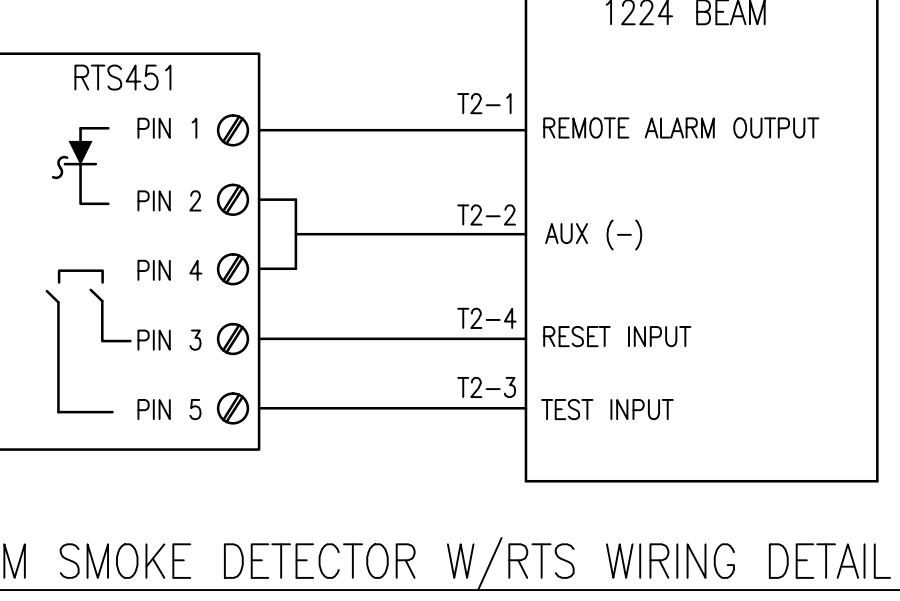 1224 BEAM
RTS451
T2-1
PIN 1
REMOTE ALARM OUTPUT
PIN 2
T2-2
AUX (-)
PIN 4
T2-4
PIN 3
RESET INPUT
T2-3
PIN 5
TEST INPUT
M SMOKE DETECTOR W/RTS WIRING DETAIL